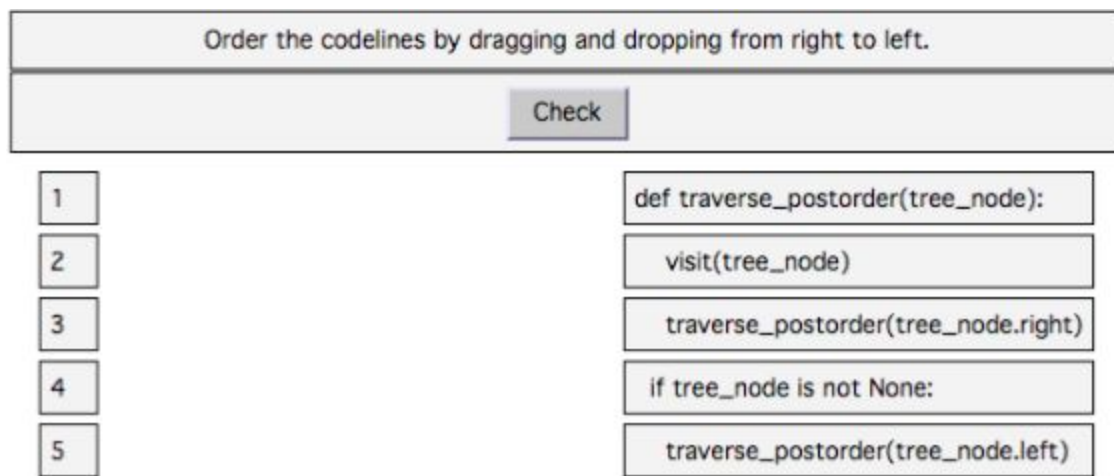 Order the codelines by dragging and dropping from right to left.
Check
1 def traverse_postorder(tree_node):
2 visit(tree_node)
3 traverse_postorder(tree_node.right)
4 if tree_node is not None:
5 traverse_postorder(tree_node.left)